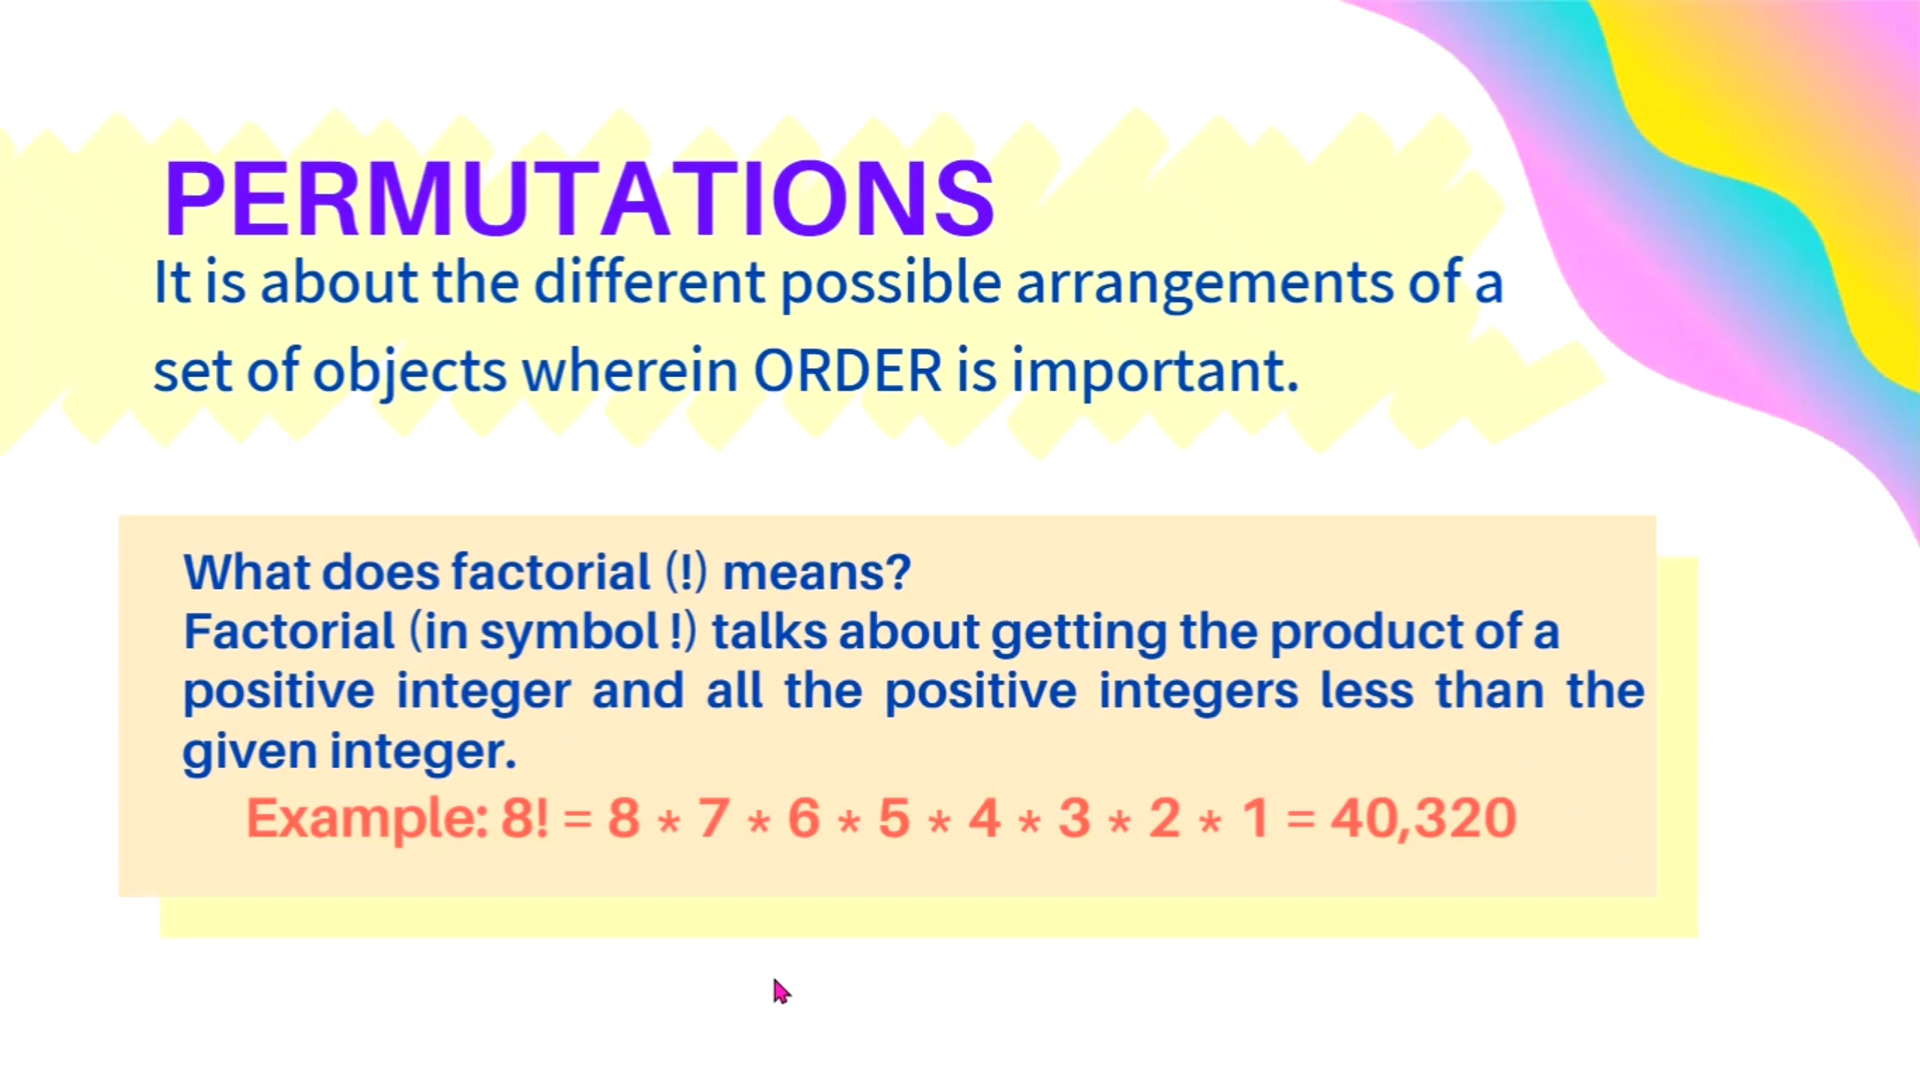 PERMUTATIONS
It is about the different possible arrangements of a
set of objects wherein ORDER is important.
What does factorial (!) means?
Factorial (in symbol !) talks about getting the product of a
positive integer and all the positive integers less than the
given integer.
Example: 8! = 8 * 7 * 6 * 5 * 4 * 3 * 2 * 1 = 40,320